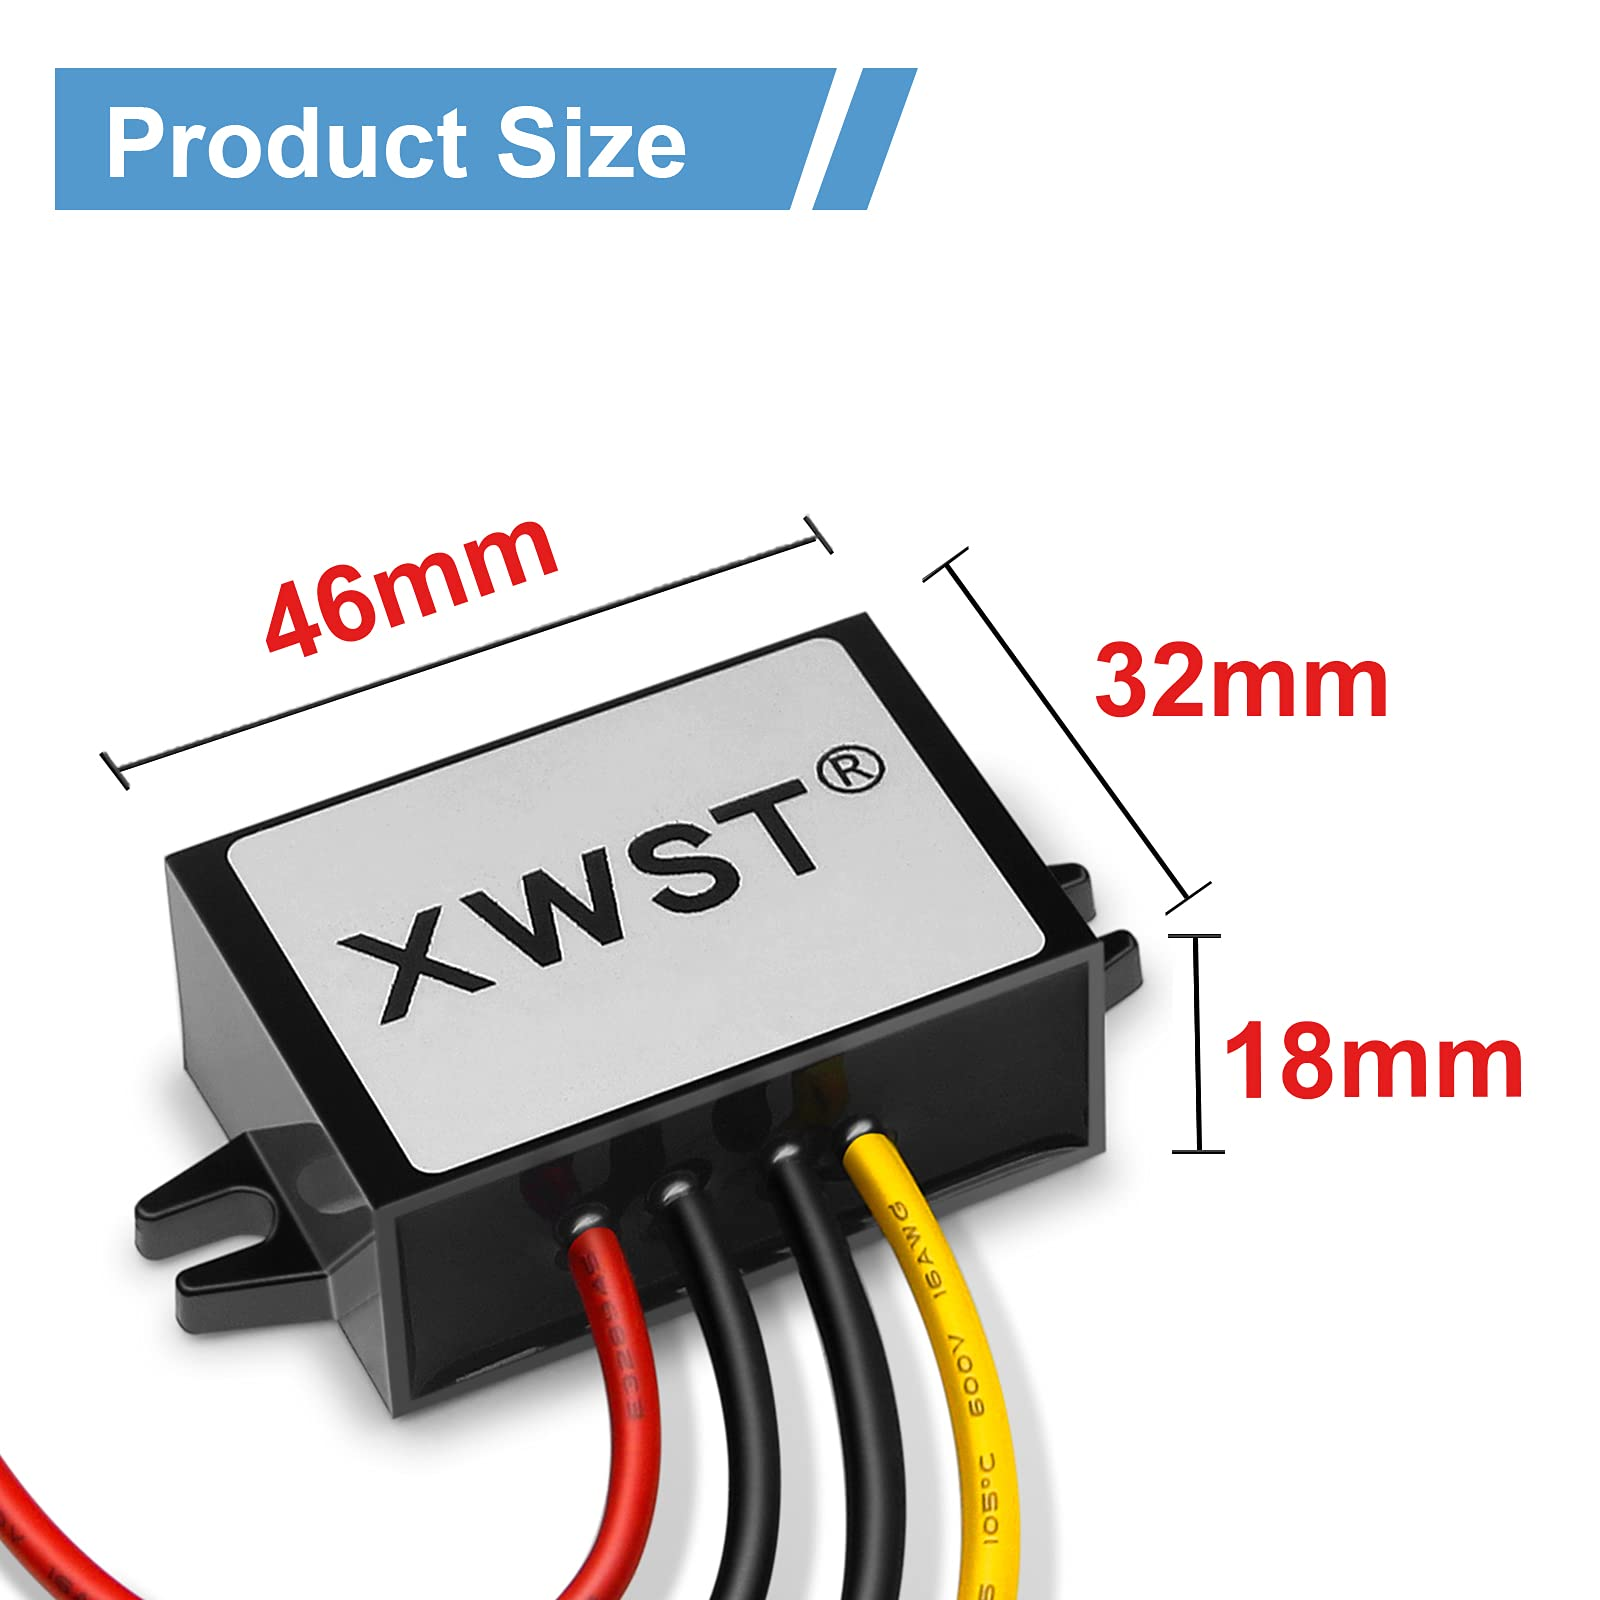 Product Size
46mm
32mm
XWST®
18mm
16AWG
600V
105°C